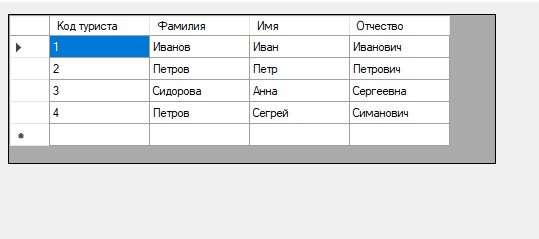 Код туриста Фамилия Имя Отчество
1 Иванов Иван Иванович
2 Петров Петр Петрович
3 Сидорова Анна Сергеевна
4 Петров Сегрей Симанович